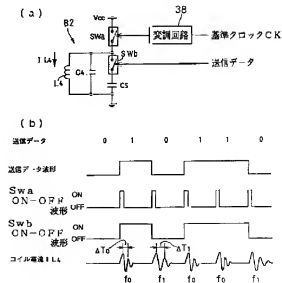 (a)
B2
Vcc
38
SWa
変調回路
基準クロックCK
SWb
送信データ
IL4
L4
C4
C5
(b)
送信データ 0 1 0 1 1 0
送信データ波形
Swa ON
ON-OFF
波形 OFF
Swb ON
ON-OFF
波形 OFF
ΔT0 ΔT1
コイル電流IL4
f0 f1 f0 f0 f1